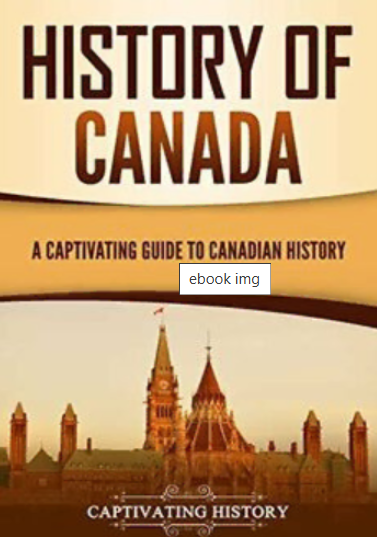 HISTORY OF
CANADA
A CAPTIVATING GUIDE TO CANADIAN HISTORY
ebook img
CAPTIVATING HISTORY